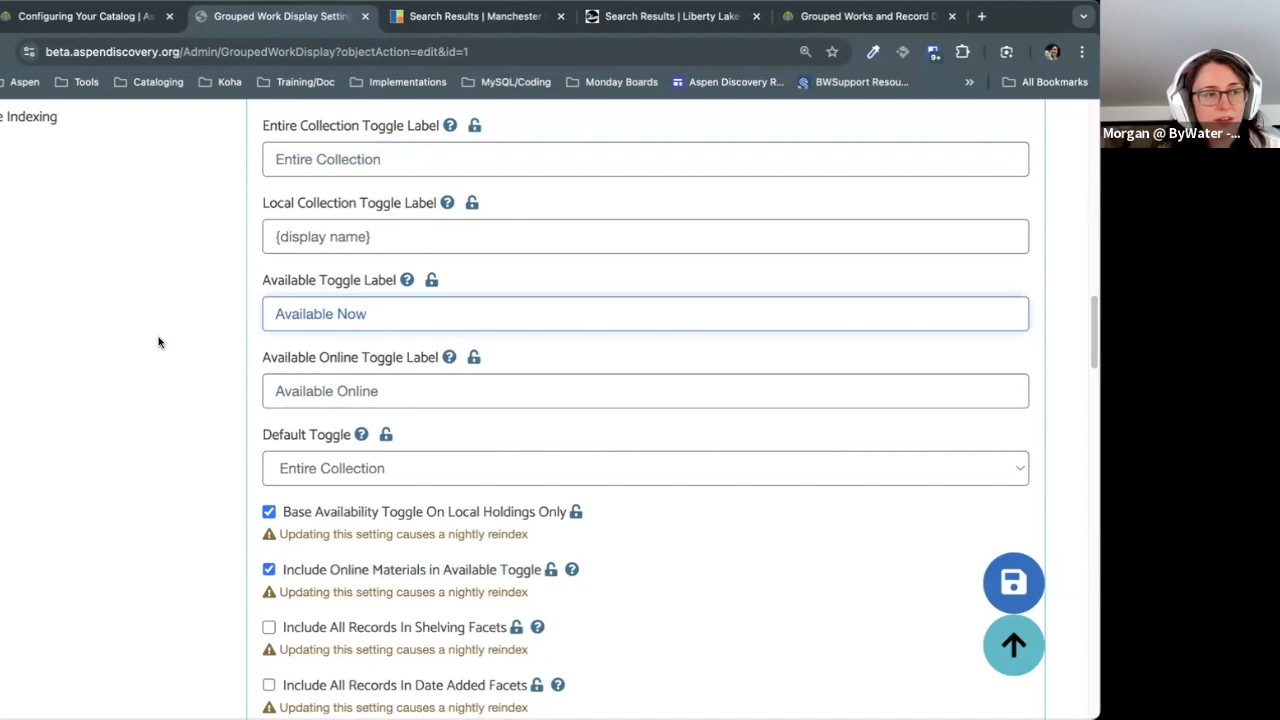 Configuring Your Catalog | As
Grouped Work Display Settin
Search Results | Manchester
Search Results | Liberty Lake
Grouped Works and Record D
beta.aspendiscovery.org/Admin/GroupedWorkDisplay?objectAction=edit&id=1
9+
Aspen
Tools
Cataloging
Koha
Training/Doc
Implementations
MySQL/Coding
Monday Boards
Aspen Discovery R...
BWSupport Resou...
»
All Bookmarks
e Indexing
Morgan @ ByWater -...
Entire Collection Toggle Label
Entire Collection
Local Collection Toggle Label
{display name}
Available Toggle Label
Available Now
Available Online Toggle Label
Available Online
Default Toggle
Entire Collection
Base Availability Toggle On Local Holdings Only
Updating this setting causes a nightly reindex
Include Online Materials in Available Toggle
Updating this setting causes a nightly reindex
Include All Records In Shelving Facets
Updating this setting causes a nightly reindex
Include All Records In Date Added Facets
Updating this setting causes a nightly reindex